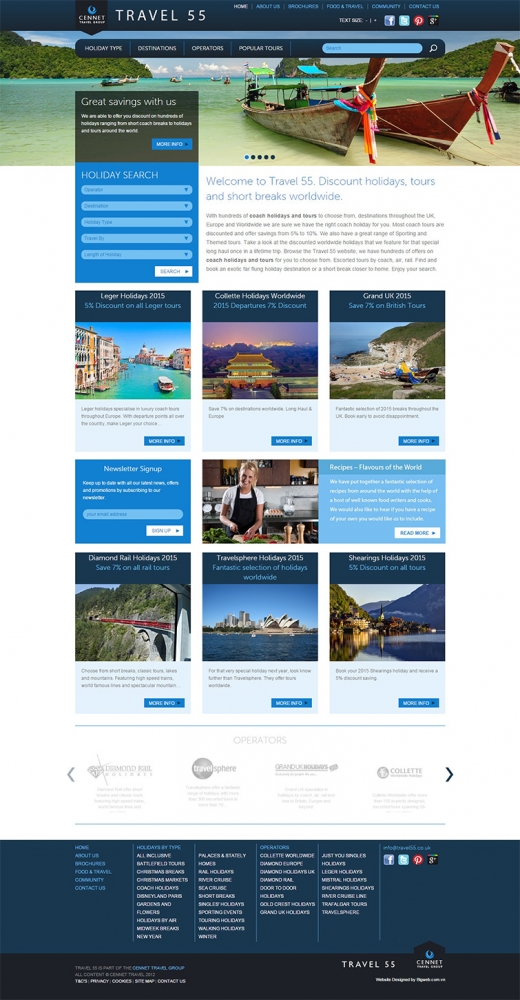 HOME | ABOUT US | BROCHURES | FOOD & TRAVEL | COMMUNITY | CONTACT US
CENNET
TRAVEL GROUP
TRAVEL 55
TEXT SIZE: - | +
HOLIDAY TYPE
DESTINATIONS
OPERATORS
POPULAR TOURS
Search
Great savings with us
We are able to offer you discount on hundreds of
holidays ranging from short coach breaks to holidays
and tours around the world.
MORE INFO
HOLIDAY SEARCH
Operator
Destination
Holiday Type
Travel By
Length of Holiday
SEARCH
Welcome to Travel 55. Discount holidays, tours
and short breaks worldwide.
With hundreds of coach holidays and tours to choose from, destinations throughout the UK,
Europe and Worldwide we are sure we have the right coach holiday for you. Most coach tours are
discounted and offer savings from 5% to 10%. We also have a great range of Sporting and
Themed tours. Take a look at the discounted worldwide holidays that we feature for that special
long haul once in a lifetime trip. Browse the Travel 55 website, we have hundreds of offers on
coach holidays and tours for you to choose from. Escorted tours by coach, air, rail. Find and
book an exotic far flung holiday destination or a short break closer to home. Enjoy your search.
Leger Holidays 2015
5% Discount on all Leger tours
Leger holidays specialise in luxury coach tours
throughout Europe. With departure points all over
the country, make Leger your choice...
MORE INFO
Collette Holidays Worldwide
2015 Departures 7% Discount
Save 7% on destinations worldwide. Long Haul &
Europe
MORE INFO
Grand UK 2015
Save 7% on British Tours
Fantastic selection of 2015 breaks throughout the
UK. Book early to avoid disappointment.
MORE INFO
Newsletter Signup
Keep up to date with all our latest news, offers
and promotions by subscribing to our
newsletter
your email address
SIGN UP
Recipes – Flavours of the World
We have put together a fantastic selection of
recipes from around the world with the help of
a host of well known food writers and cooks.
We would also like to hear if you have a recipe
of your own you would like us to include.
READ MORE
Diamond Rail Holidays 2015
Save 7% on all rail tours
Choose from short breaks, classic tours, lakes
and mountains. Featuring high speed trains,
world famous lines and spectacular mountain...
MORE INFO
Travelsphere Holidays 2015
Fantastic selection of holidays
worldwide
For that very special holiday next year, look no
further than Travelsphere. They offer tours
worldwide.
MORE INFO
Shearings Holidays 2015
5% Discount on all tours
Book your 2015 Shearings holiday and receive a
5% discount saving.
MORE INFO
OPERATORS
DIAMOND RAIL
HOLIDAYS
travelsphere
GRAND UK HOLIDAYS
COLLETTE
HOME
ABOUT US
BROCHURES
FOOD & TRAVEL
COMMUNITY
CONTACT US
HOLIDAYS BY TYPE
ALL INCLUSIVE
BATTLEFIELD TOURS
CHRISTMAS BREAKS
CHRISTMAS MARKETS
COACH HOLIDAYS
DISNEYLAND PARIS
GARDENS AND
FLOWERS
HOLIDAYS BY AIR
MIDWEEK BREAKS
NEW YEAR
PALACES & STATELY
HOMES
RAIL HOLIDAYS
RIVER CRUISE
SEA CRUISE
SHORT BREAKS
SINGLES' HOLIDAYS
SPORTING EVENTS
TOURING HOLIDAYS
WALKING HOLIDAYS
WINTER
OPERATORS
COLLETTE WORLDWIDE
DIAMOND EUROPE
DIAMOND HOLIDAYS UK
DIAMOND RAIL
DOOR TO DOOR
HOLIDAYS
GOLD CREST HOLIDAYS
GRAND UK HOLIDAYS
JUST YOU SINGLES
HOLIDAYS
LEGER HOLIDAYS
MISTRAL HOLIDAYS
SHEARINGS HOLIDAYS
RIVER CRUISE LINE
TRAFALGAR TOURS
TRAVELSPHERE
info@travel55.co.uk
TRAVEL 55 IS PART OF THE CENNET TRAVEL GROUP
ALL CONTENT © CENNET TRAVEL 2012
T&C'S | PRIVACY | COOKIES | SITE MAP | CONTACT US
TRAVEL 55
CENNET
TRAVEL GROUP
Website Designed by Bigweb.com.vn